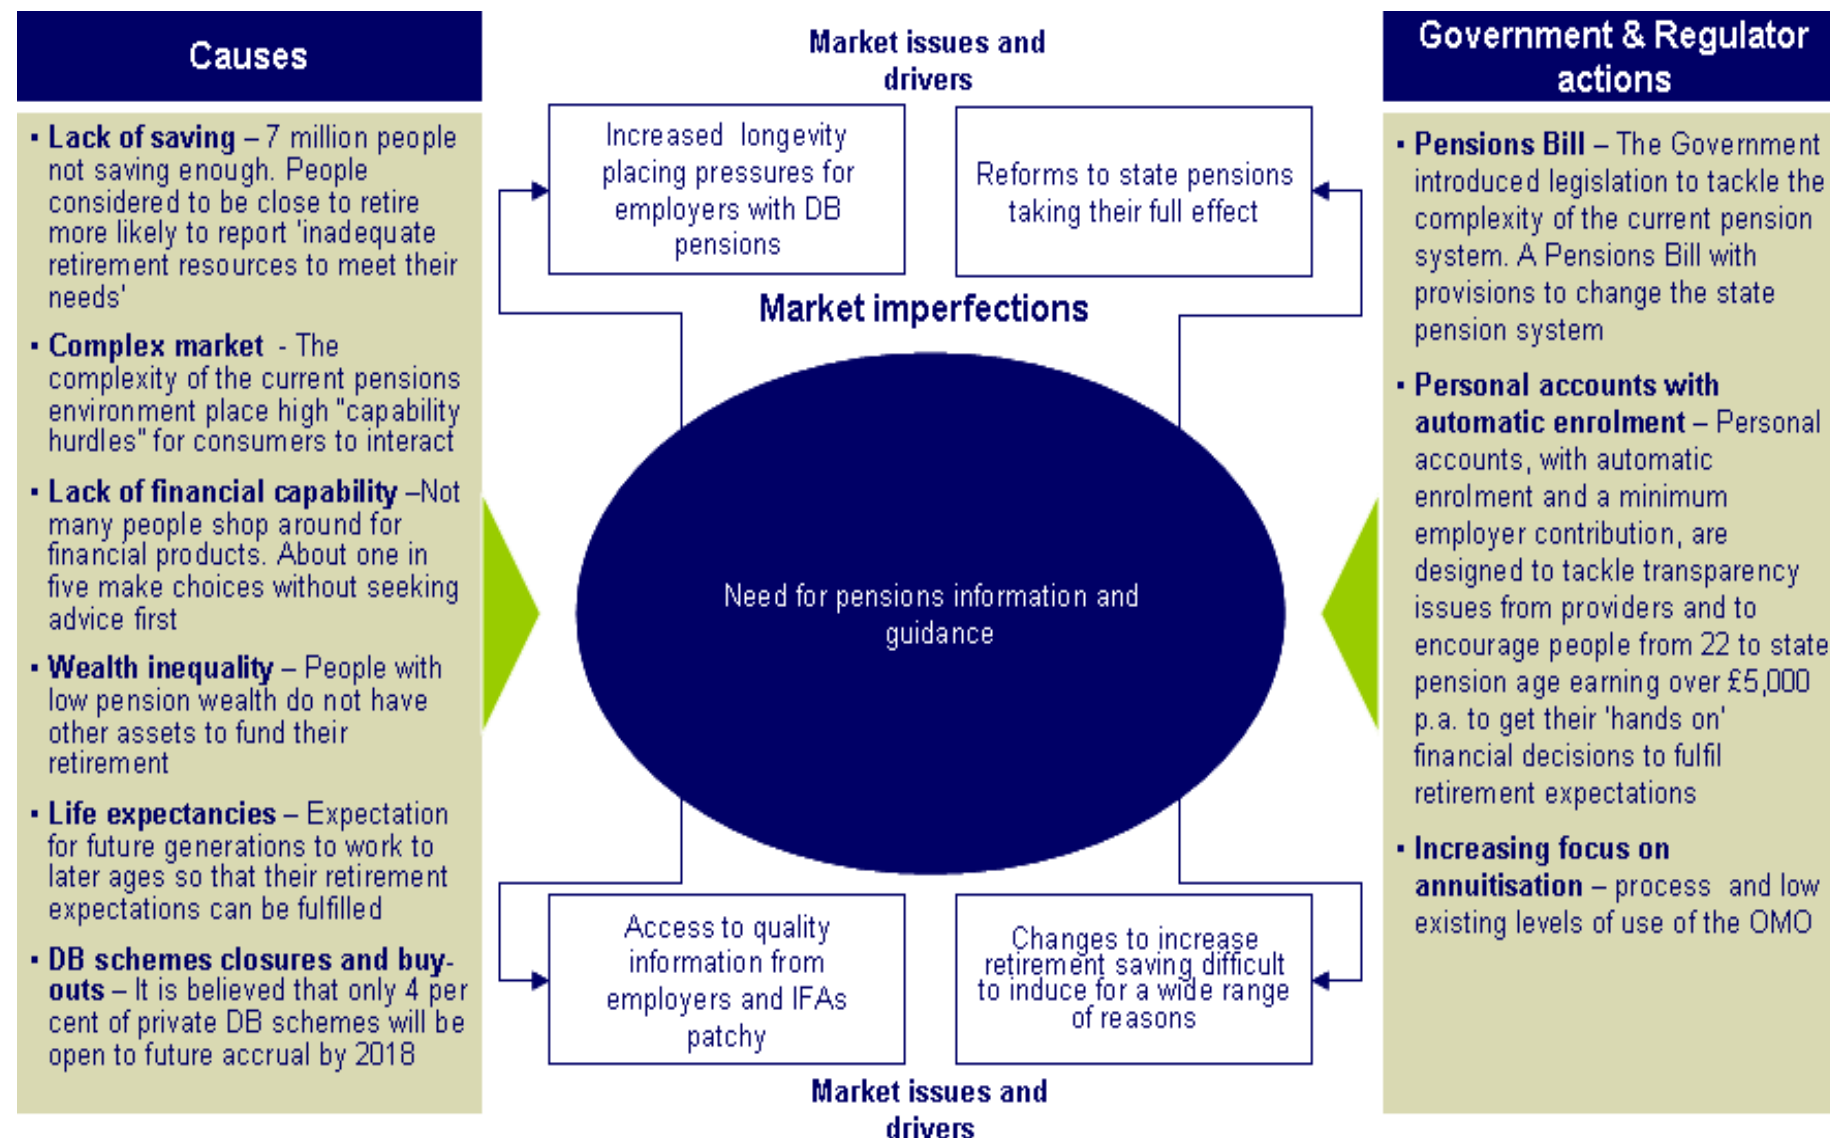 Causes
▪ Lack of saving – 7 million people
not saving enough. People
considered to be close to retire
more likely to report 'inadequate
retirement resources to meet their
needs'
▪ Complex market - The
complexity of the current pensions
environment place high "capability
hurdles" for consumers to interact
▪ Lack of financial capability –Not
many people shop around for
financial products. About one in
five make choices without seeking
advice first
▪ Wealth inequality – People with
low pension wealth do not have
other assets to fund their
retirement
▪ Life expectancies – Expectation
for future generations to work to
later ages so that their retirement
expectations can be fulfilled
▪ DB schemes closures and buy-
outs – It is believed that only 4 per
cent of private DB schemes will be
open to future accrual by 2018
Market issues and
drivers
Increased longevity
placing pressures for
employers with DB
pensions
Reforms to state pensions
taking their full effect
Market imperfections
Need for pensions information and
guidance
Access to quality
information from
employers and IFAs
patchy
Changes to increase
retirement saving difficult
to induce for a wide range
of reasons
Market issues and
drivers
Government & Regulator
actions
▪ Pensions Bill – The Government
introduced legislation to tackle the
complexity of the current pension
system. A Pensions Bill with
provisions to change the state
pension system
▪ Personal accounts with
automatic enrolment – Personal
accounts, with automatic
enrolment and a minimum
employer contribution, are
designed to tackle transparency
issues from providers and to
encourage people from 22 to state
pension age earning over £5,000
p.a. to get their 'hands on'
financial decisions to fulfil
retirement expectations
▪ Increasing focus on
annuitisation – process and low
existing levels of use of the OMO